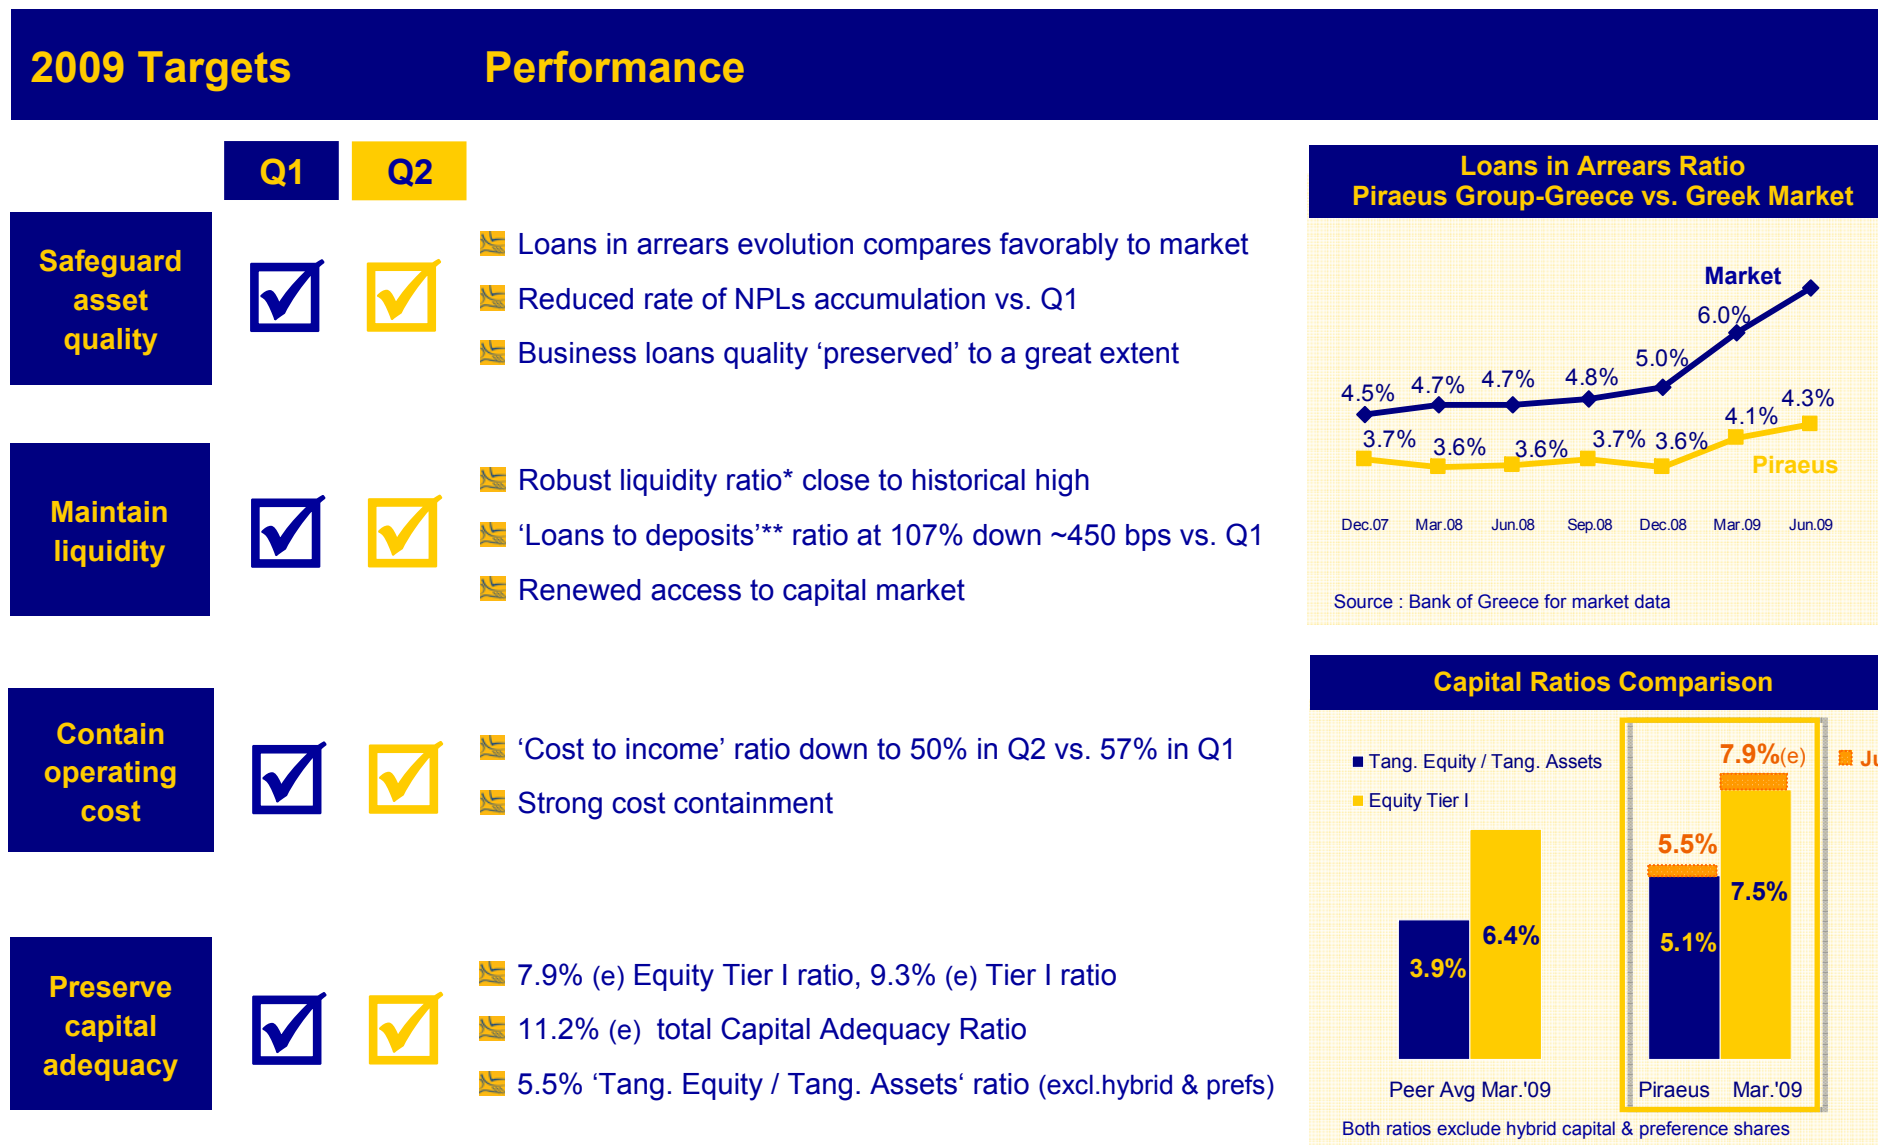 2009 Targets Performance
Q1 Q2
Safeguard
asset
quality
Loans in arrears evolution compares favorably to market
Reduced rate of NPLs accumulation vs. Q1
Business loans quality ‘preserved’ to a great extent
Maintain
liquidity
Robust liquidity ratio* close to historical high
‘Loans to deposits’** ratio at 107% down ~450 bps vs. Q1
Renewed access to capital market
Contain
operating
cost
‘Cost to income’ ratio down to 50% in Q2 vs. 57% in Q1
Strong cost containment
Preserve
capital
adequacy
7.9% (e) Equity Tier I ratio, 9.3% (e) Tier I ratio
11.2% (e) total Capital Adequacy Ratio
5.5% ‘Tang. Equity / Tang. Assets‘ ratio (excl.hybrid & prefs)
Loans in Arrears Ratio
Piraeus Group-Greece vs. Greek Market
Market
4.5% 4.7% 4.7% 4.8% 5.0% 6.0%
3.7% 3.6% 3.6% 3.7% 3.6% 4.1% 4.3%
Piraeus
Dec.07 Mar.08 Jun.08 Sep.08 Dec.08 Mar.09 Jun.09
Source : Bank of Greece for market data
Capital Ratios Comparison
Tang. Equity / Tang. Assets
Equity Tier I
7.9%(e)
5.5%
3.9% 6.4% 5.1% 7.5%
Peer Avg Mar.'09 Piraeus Mar.'09
Both ratios exclude hybrid capital & preference shares